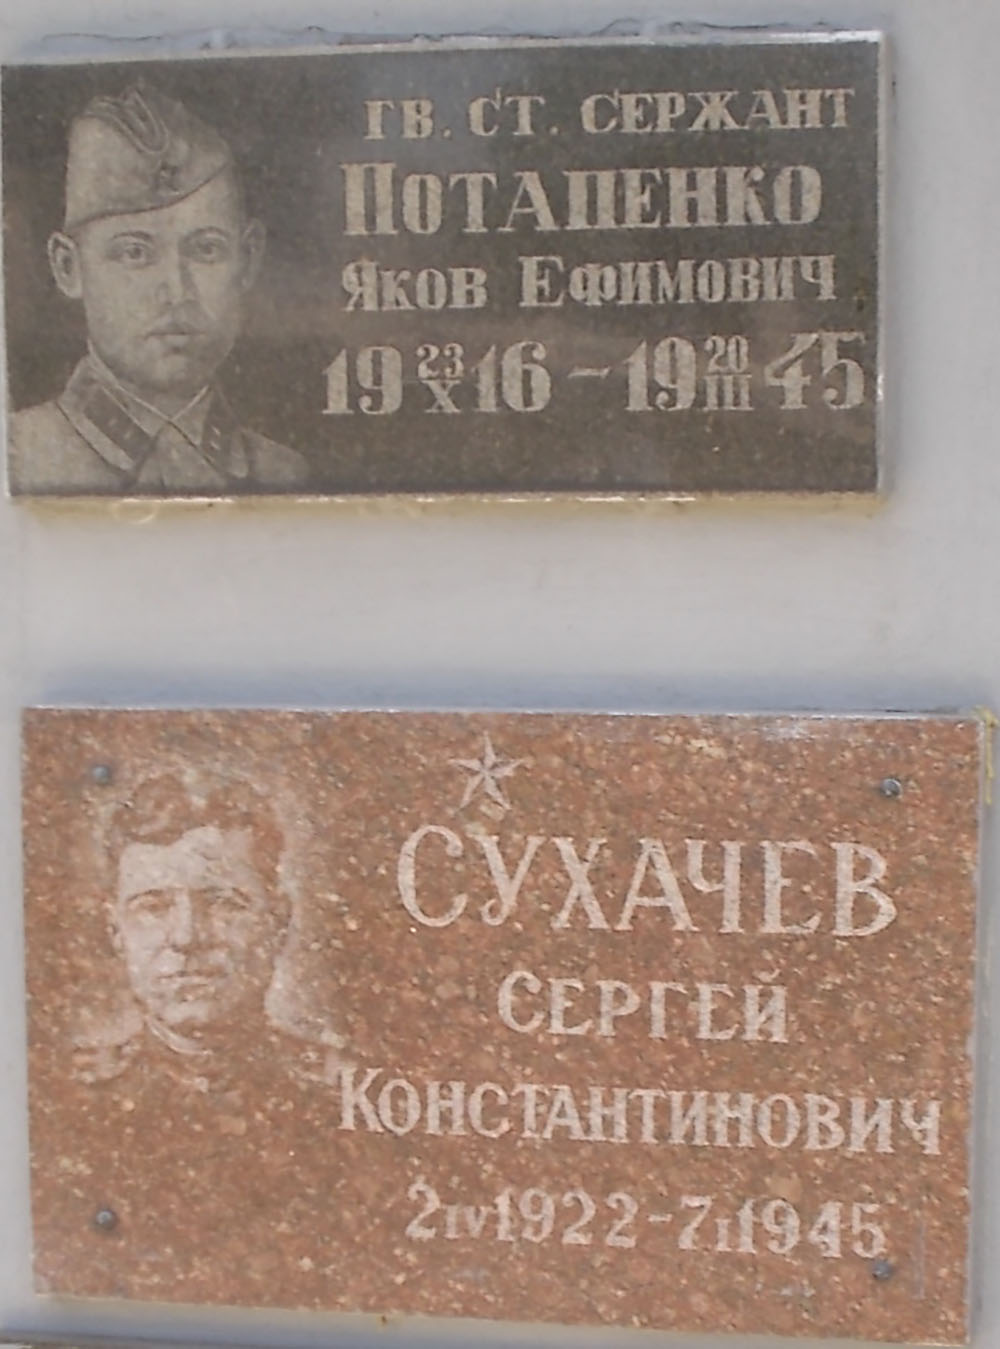 ГВ. СТ. СЕРЖАНТ
ПОТАПЕНКО
ЯКОВ ЕФИМОВИЧ
19 23/X 16 - 19 20/III 45
СУХАЧЕВ
СЕРГЕЙ
КОНСТАНТИНОВИЧ
2 IV 1922 - 7 II 1945